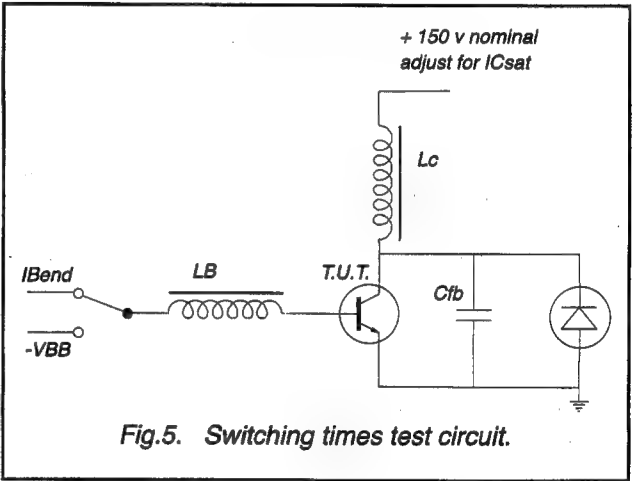 + 150 v nominal
adjust for ICsat
Lc
IBend
LB
T.U.T.
Cfb
-VBB
Fig.5. Switching times test circuit.